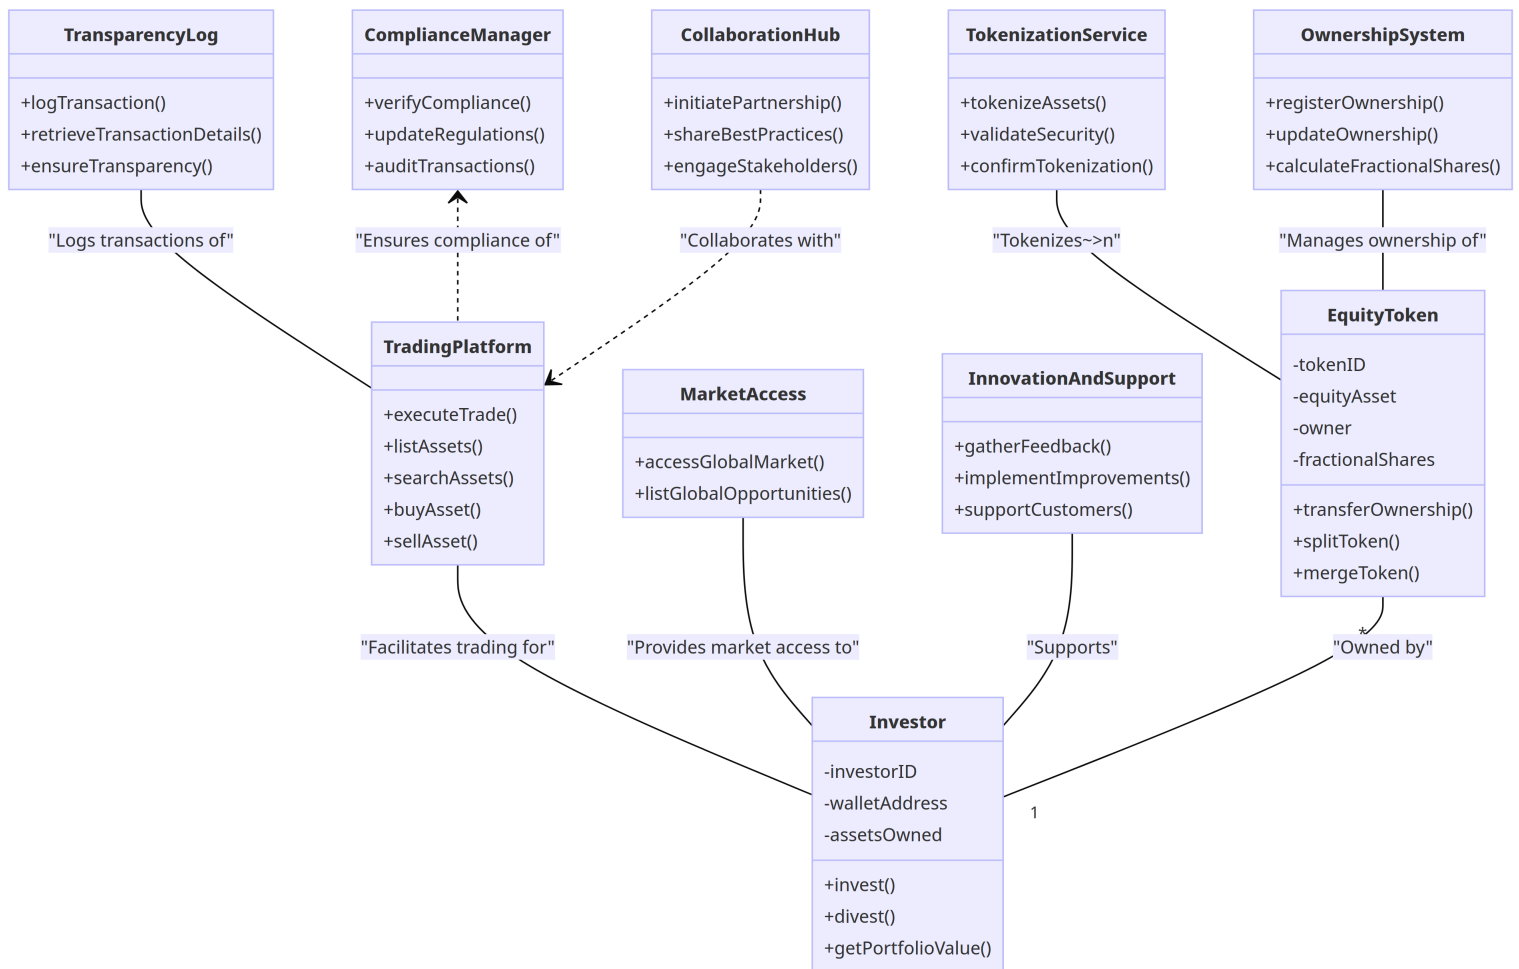 TransparencyLog
+logTransaction()
+retrieveTransactionDetails()
+ensureTransparency()
ComplianceManager
+verifyCompliance()
+updateRegulations()
+auditTransactions()
CollaborationHub
+initiatePartnership()
+shareBestPractices()
+engageStakeholders()
TokenizationService
+tokenizeAssets()
+validateSecurity()
+confirmTokenization()
OwnershipSystem
+registerOwnership()
+updateOwnership()
+calculateFractionalShares()
"Logs transactions of"
"Ensures compliance of"
"Collaborates with"
"Tokenizes~>n"
"Manages ownership of"
TradingPlatform
+executeTrade()
+listAssets()
+searchAssets()
+buyAsset()
+sellAsset()
MarketAccess
+accessGlobalMarket()
+listGlobalOpportunities()
InnovationAndSupport
+gatherFeedback()
+implementImprovements()
+supportCustomers()
EquityToken
-tokenID
-equityAsset
-owner
-fractionalShares
+transferOwnership()
+splitToken()
+mergeToken()
"Facilitates trading for"
"Provides market access to"
"Supports"
*
"Owned by"
Investor
-investorID
-walletAddress
-assetsOwned
+invest()
+divest()
+getPortfolioValue()
1